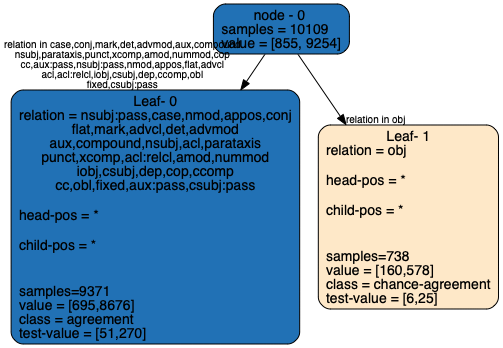 node - 0
samples = 10109
value = [855, 9254]
relation in case,conj,mark,det,advmod,aux,compound
nsubj,parataxis,punct,xcomp,amod,nummod,cop
cc,aux:pass,nsubj:pass,nmod,appos,flat,advcl
acl,acl:relcl,iobj,csubj,dep,ccomp,obl
fixed,csubj:pass
relation in obj
Leaf- 0
relation = nsubj:pass,case,nmod,appos,conj
flat,mark,advcl,det,advmod
aux,compound,nsubj,acl,parataxis
punct,xcomp,acl:relcl,amod,nummod
iobj,csubj,dep,cop,ccomp
cc,obl,fixed,aux:pass,csubj:pass
head-pos = *
child-pos = *
samples=9371
value = [695,8676]
class = agreement
test-value = [51,270]
Leaf- 1
relation = obj
head-pos = *
child-pos = *
samples=738
value = [160,578]
class = chance-agreement
test-value = [6,25]